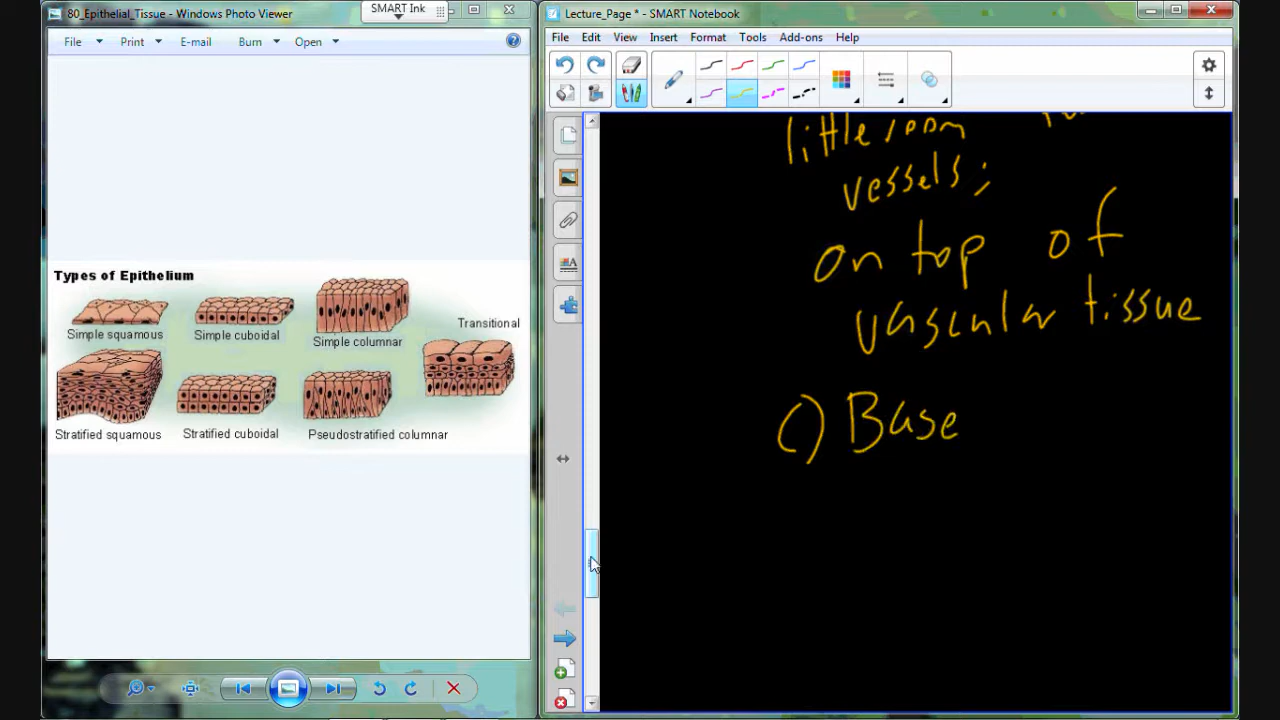 80_Epithelial_Tissue - Windows Photo Viewer
SMART Ink
File Print E-mail Burn Open
Types of Epithelium
Simple squamous
Simple cuboidal
Simple columnar
Transitional
Stratified squamous
Stratified cuboidal
Pseudostratified columnar
Lecture_Page * - SMART Notebook
File Edit View Insert Format Tools Add-ons Help
little room
vessels;
on top of
vascular tissue
c) Base